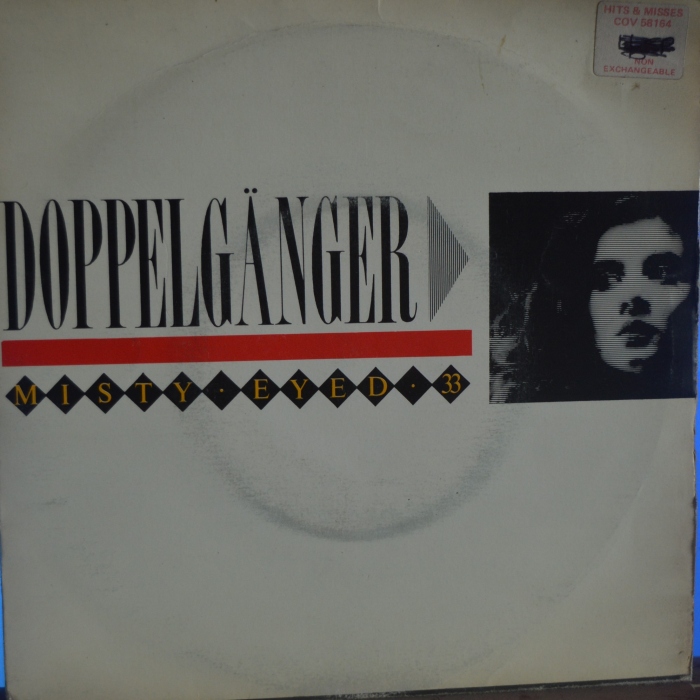 HITS & MISSES
COV 58164
NON
EXCHANGEABLE
DOPPELGÄNGER
MISTY · EYED · 33